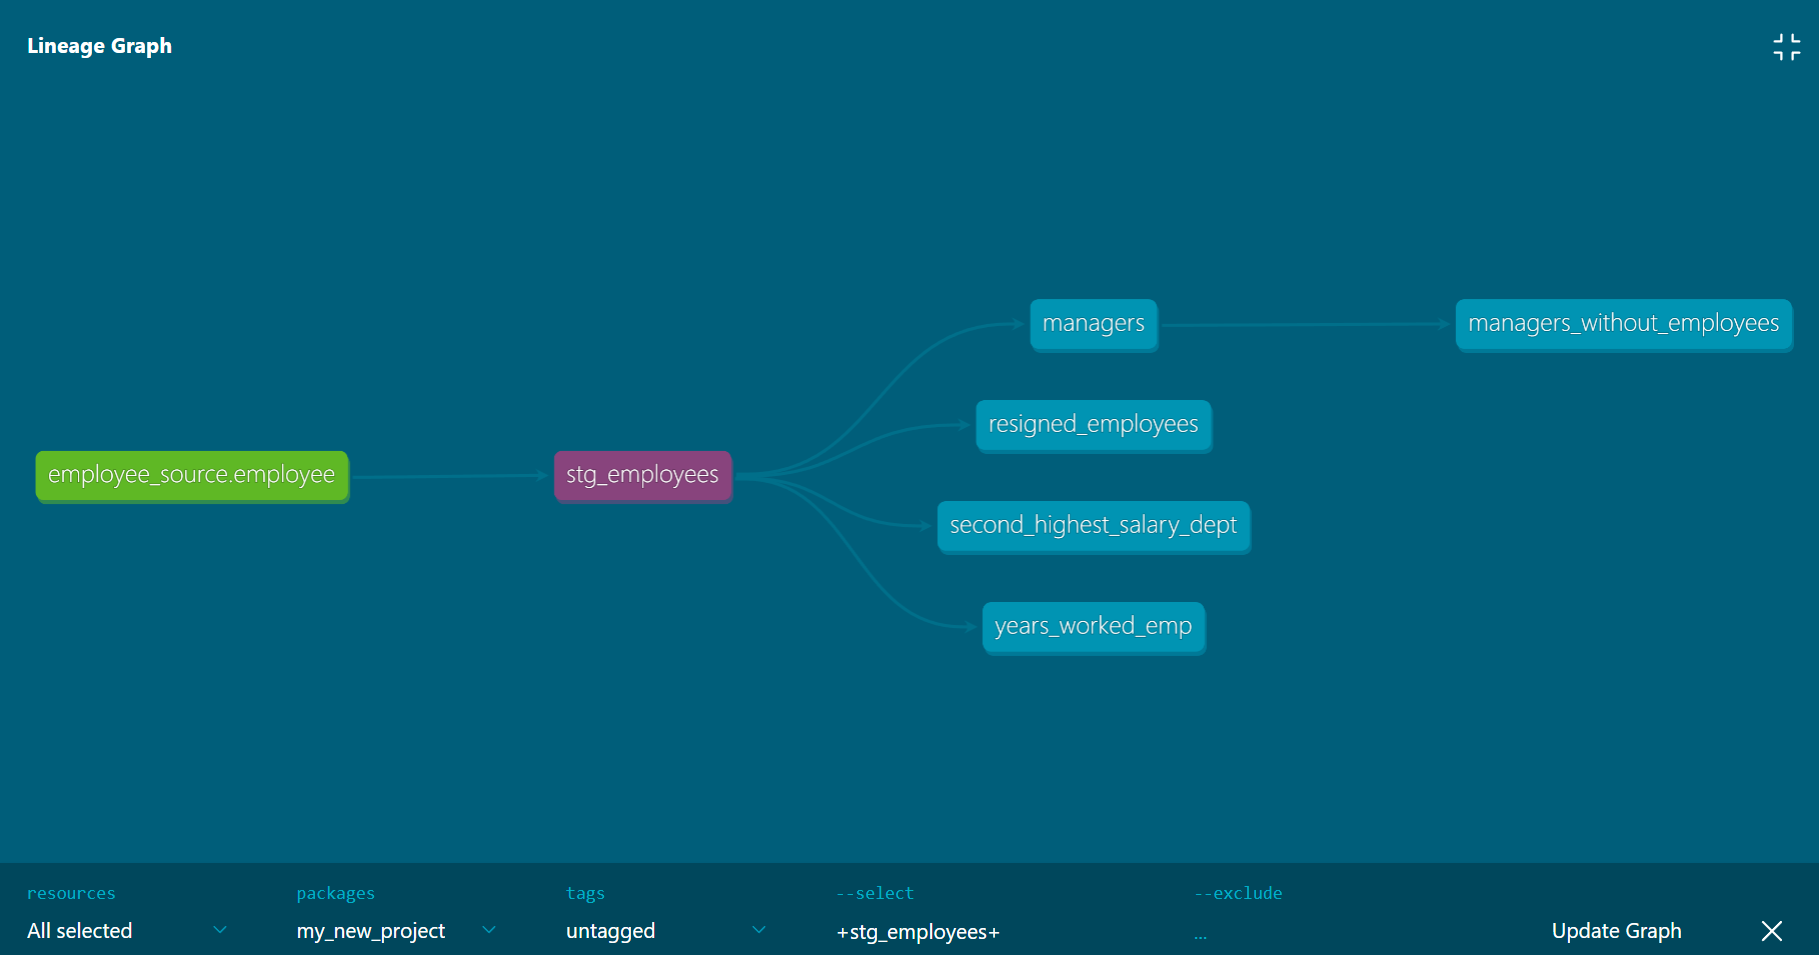 Lineage Graph
managers
managers_without_employees
resigned_employees
employee_source.employee
stg_employees
second_highest_salary_dept
years_worked_emp
resources
packages
tags
--select
--exclude
All selected
my_new_project
untagged
+stg_employees+
...
Update Graph